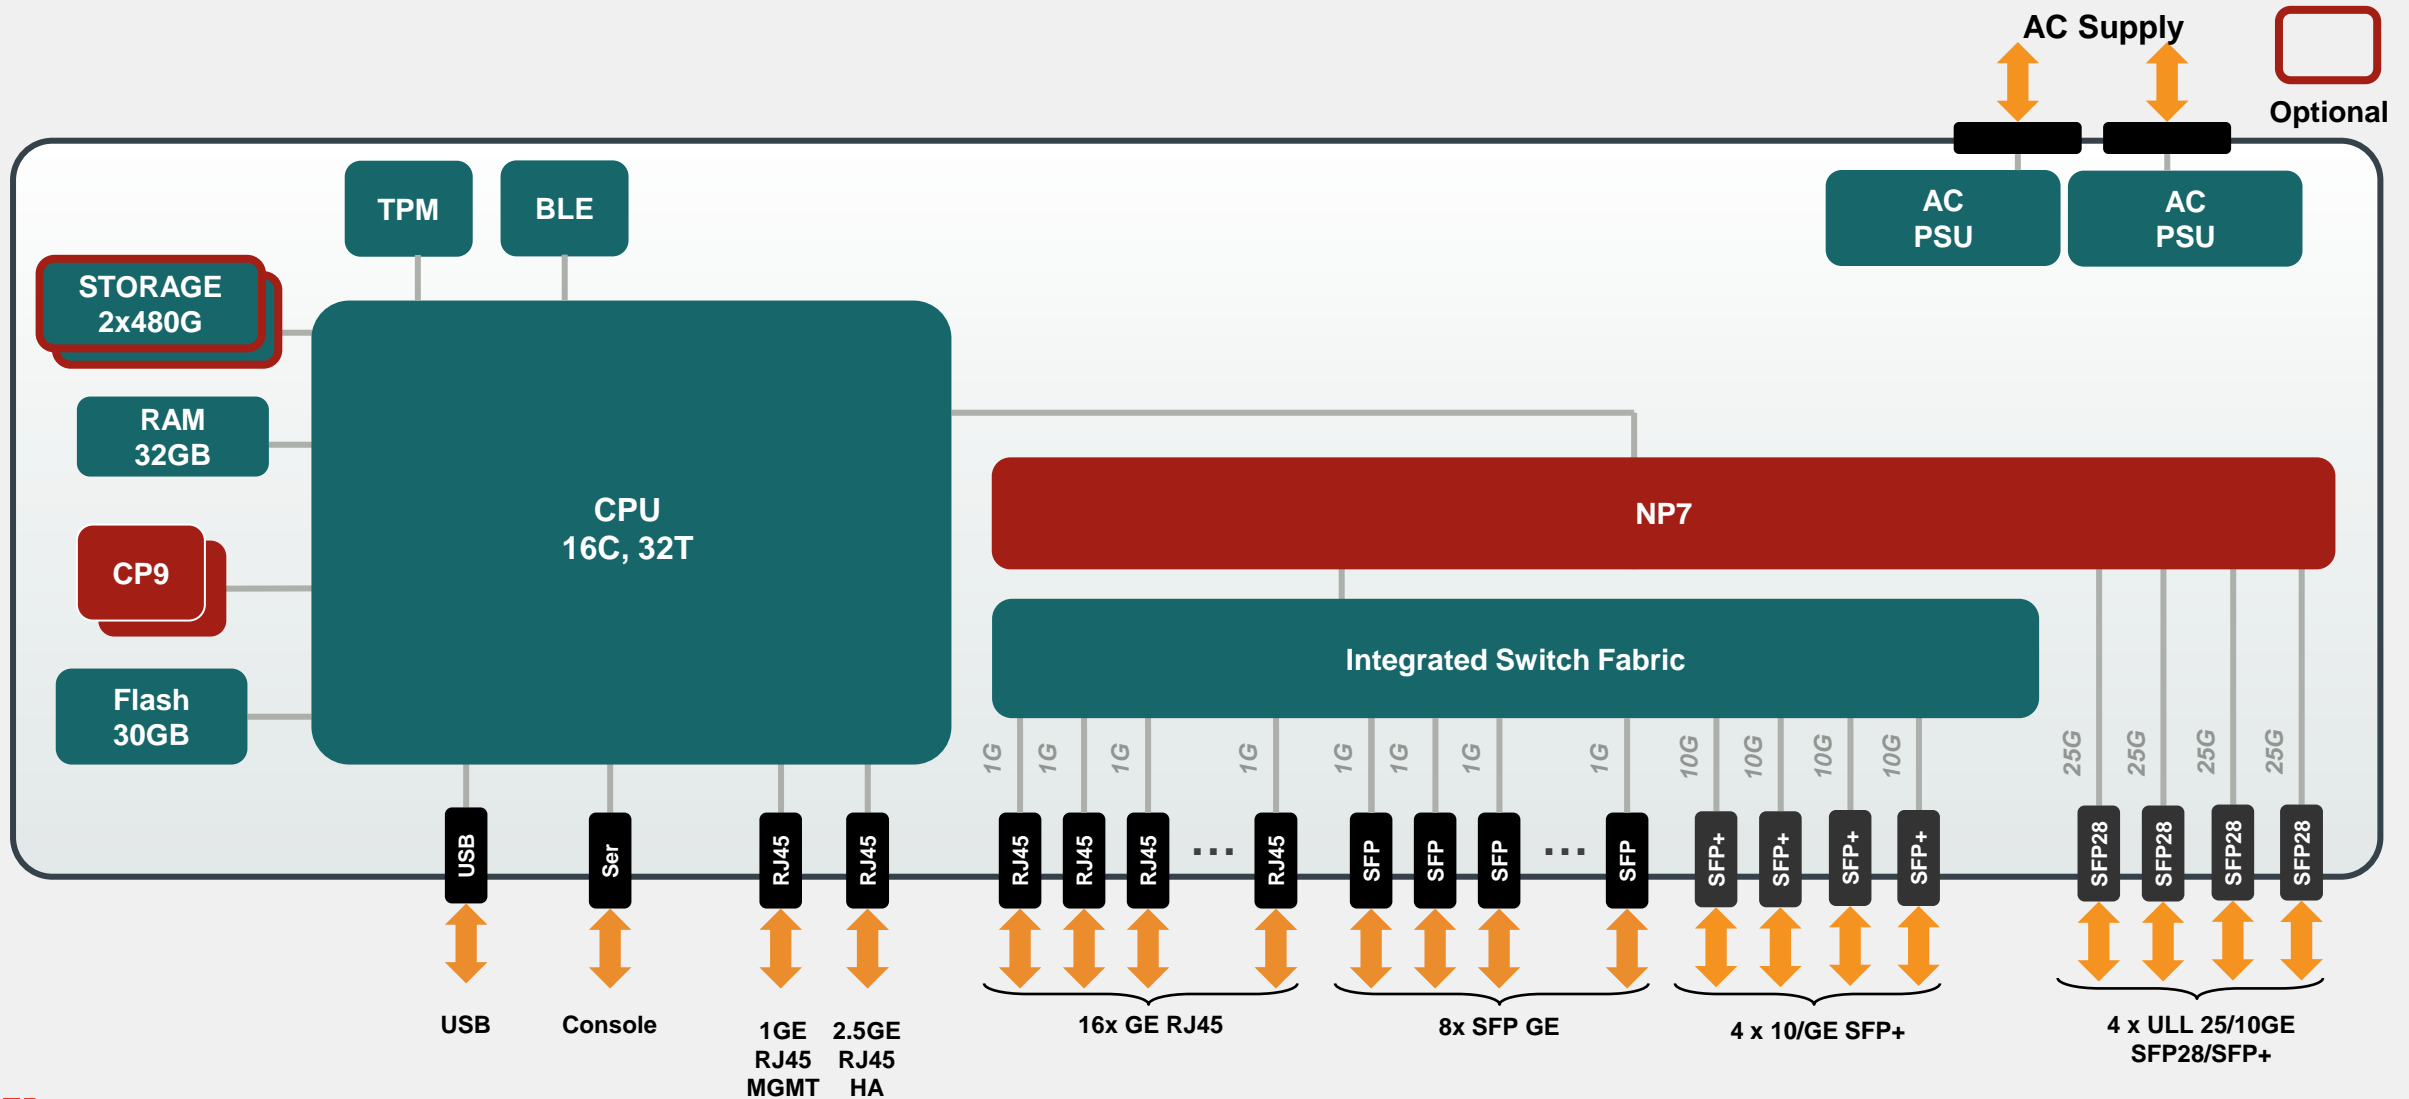 AC Supply
Optional
TPM
BLE
AC
PSU
AC
PSU
STORAGE
2x480G
RAM
32GB
CP9
Flash
30GB
CPU
16C, 32T
NP7
Integrated Switch Fabric
1G
1G
1G
1G
1G
1G
1G
1G
10G
10G
10G
10G
25G
25G
25G
25G
USB
Ser
RJ45
RJ45
RJ45
RJ45
RJ45
...
RJ45
SFP
SFP
SFP
...
SFP
SFP+
SFP+
SFP+
SFP+
SFP28
SFP28
SFP28
SFP28
USB
Console
1GE
RJ45
MGMT
2.5GE
RJ45
HA
16x GE RJ45
8x SFP GE
4 x 10/GE SFP+
4 x ULL 25/10GE
SFP28/SFP+